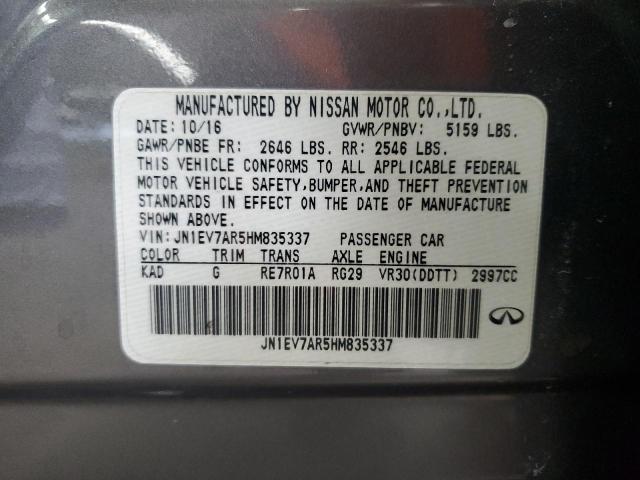 MANUFACTURED BY NISSAN MOTOR CO.,LTD.
DATE: 10/16 GVWR/PNBV: 5159 LBS.
GAWR/PNBE FR: 2646 LBS. RR: 2546 LBS.
THIS VEHICLE CONFORMS TO ALL APPLICABLE FEDERAL
MOTOR VEHICLE SAFETY,BUMPER,AND THEFT PREVENTION
STANDARDS IN EFFECT ON THE DATE OF MANUFACTURE
SHOWN ABOVE.
VIN: JN1EV7AR5HM835337 PASSENGER CAR
COLOR TRIM TRANS AXLE ENGINE
KAD G RE7R01A RG29 VR30(DDTT) 2997CC
JN1EV7AR5HM835337